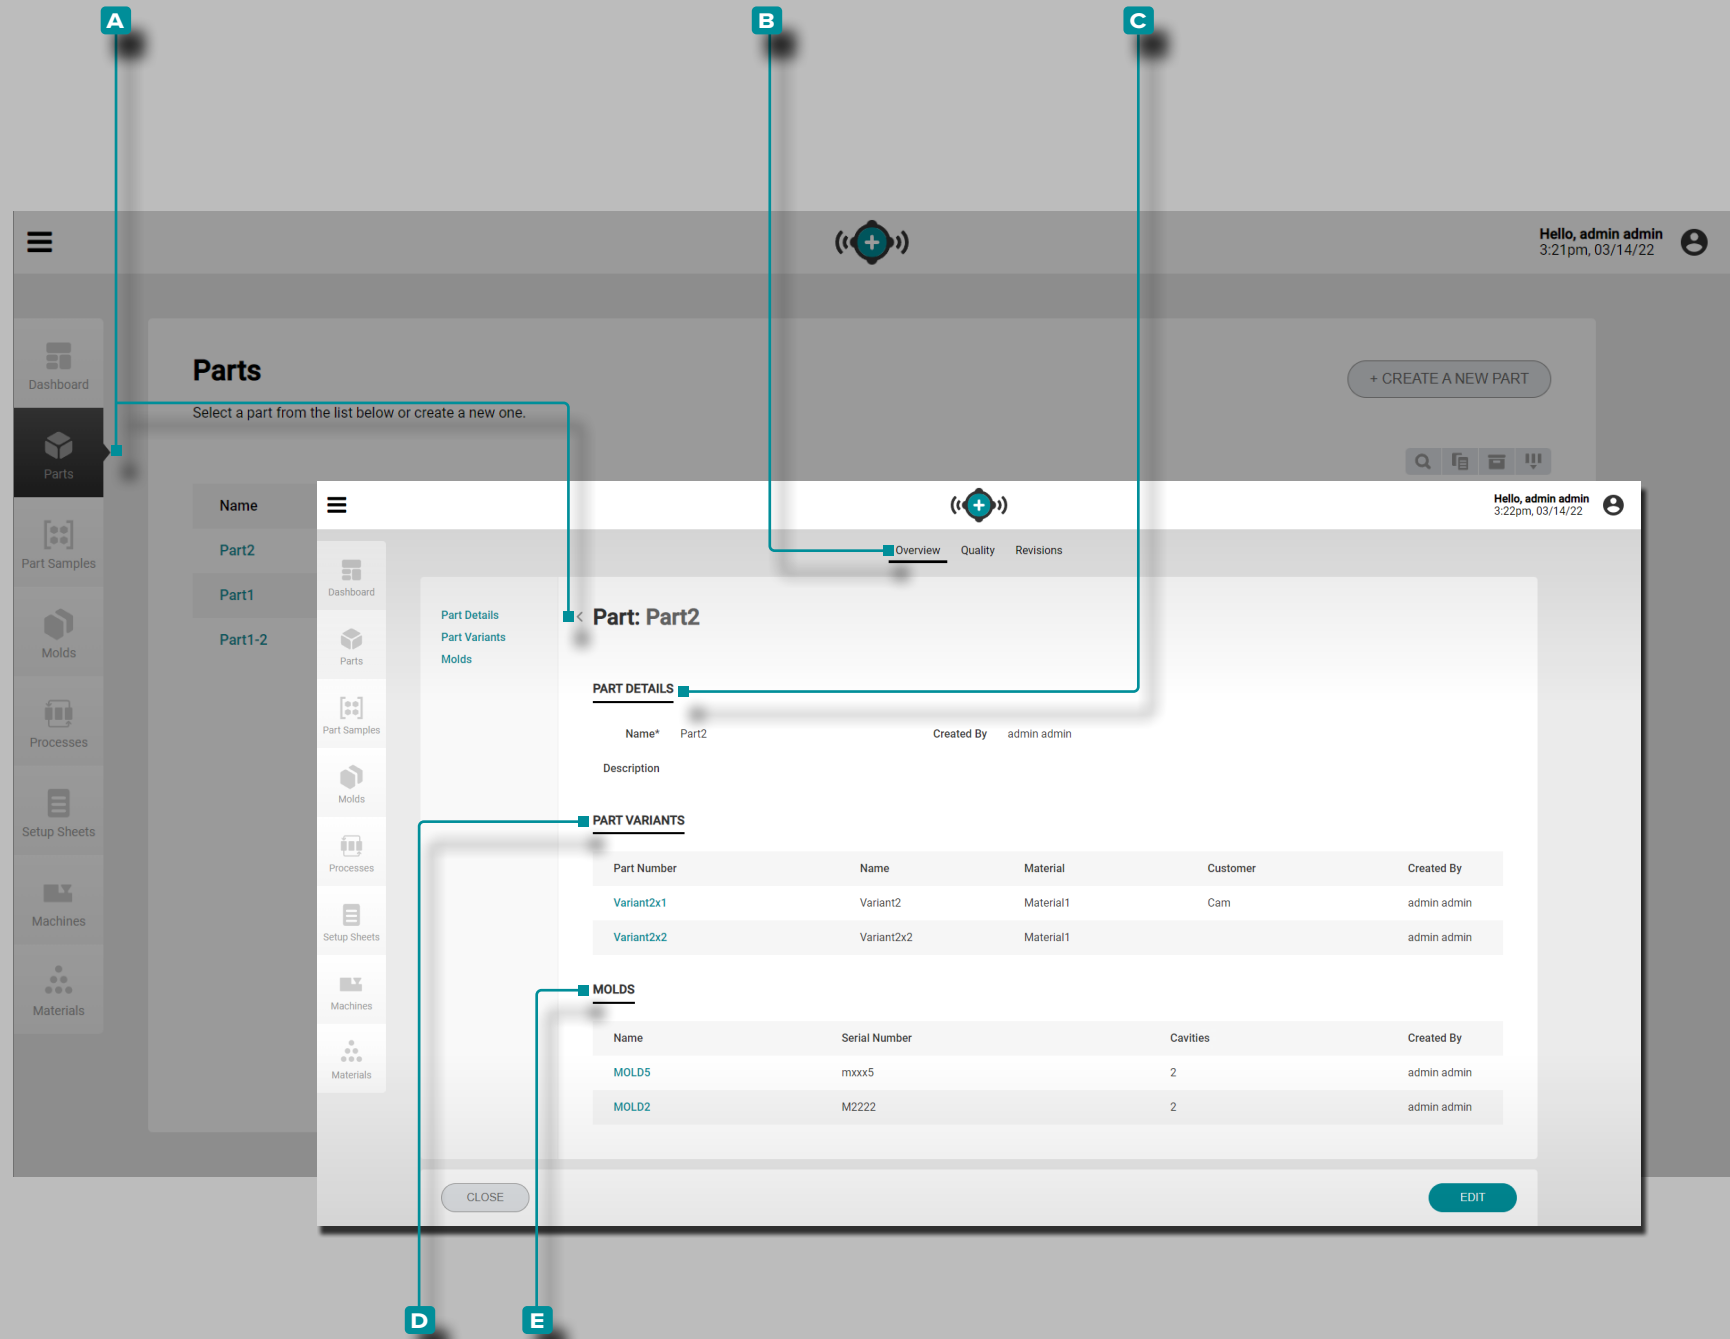 A
B
C
Hello, admin admin
3:21pm, 03/14/22
Dashboard
Parts
Part Samples
Molds
Processes
Setup Sheets
Machines
Materials
Parts
+ CREATE A NEW PART
Select a part from the list below or create a new one.
Name
Part2
Part1
Part1-2
Hello, admin admin
3:22pm, 03/14/22
Overview Quality Revisions
Dashboard
Parts
Part Samples
Molds
Processes
Setup Sheets
Machines
Materials
Part Details
Part Variants
Molds
< Part: Part2
PART DETAILS
Name* Part2 Created By admin admin
Description
PART VARIANTS
Part Number Name Material Customer Created By
Variant2x1 Variant2 Material1 Cam admin admin
Variant2x2 Variant2x2 Material1 admin admin
MOLDS
Name Serial Number Cavities Created By
MOLD5 mxxx5 2 admin admin
MOLD2 M2222 2 admin admin
CLOSE
EDIT
D
E